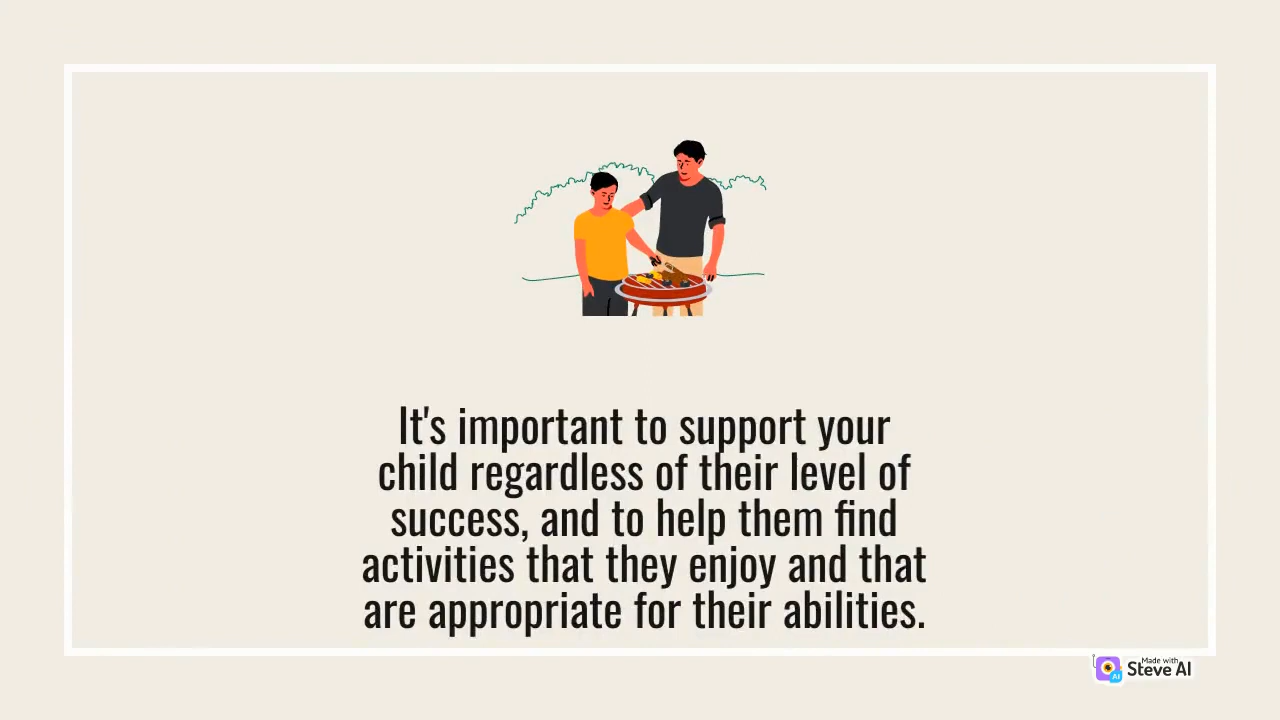 It's important to support your
child regardless of their level of
success, and to help them find
activities that they enjoy and that
are appropriate for their abilities.
Made with
AI Steve AI